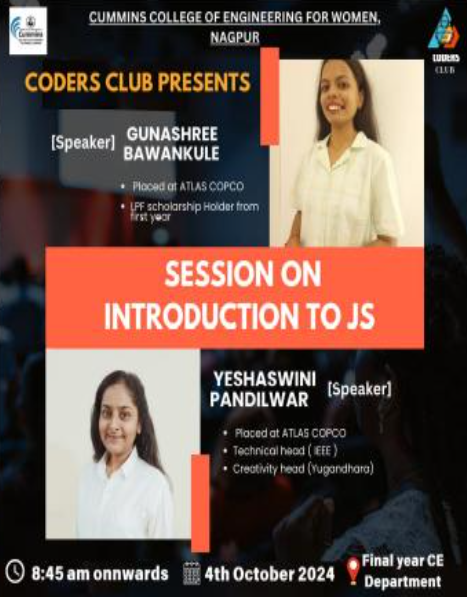 CUMMINS COLLEGE OF ENGINEERING FOR WOMEN,
NAGPUR
Cummins
CODERS
CLUB
CODERS CLUB PRESENTS
[Speaker] GUNASHREE
BAWANKULE
• Placed at ATLAS COPCO
• LPF scholarship Holder from
first year
SESSION ON
INTRODUCTION TO JS
YESHASWINI
PANDILWAR [Speaker]
• Placed at ATLAS COPCO
• Technical head ( IEEE )
• Creativity head (Yugandhara)
8:45 am onnwards
4th October 2024
Final year CE
Department